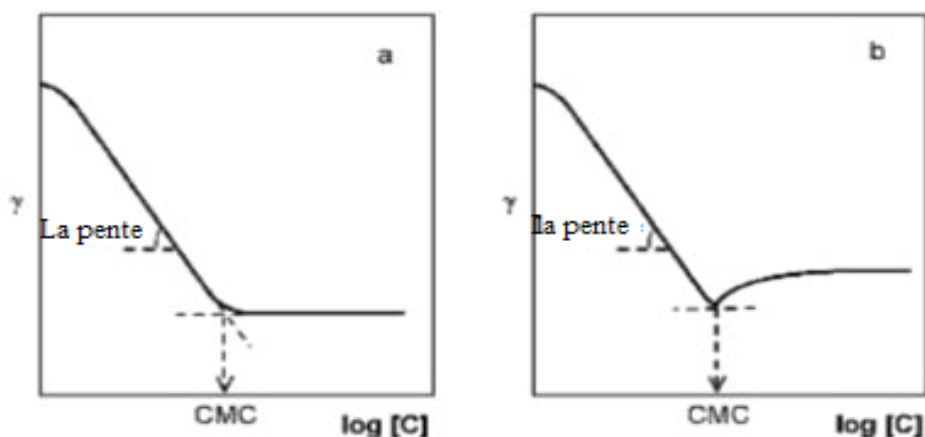 a
γ
La pente
CMC
log [C]
b
γ
la pente :
CMC
log [C]